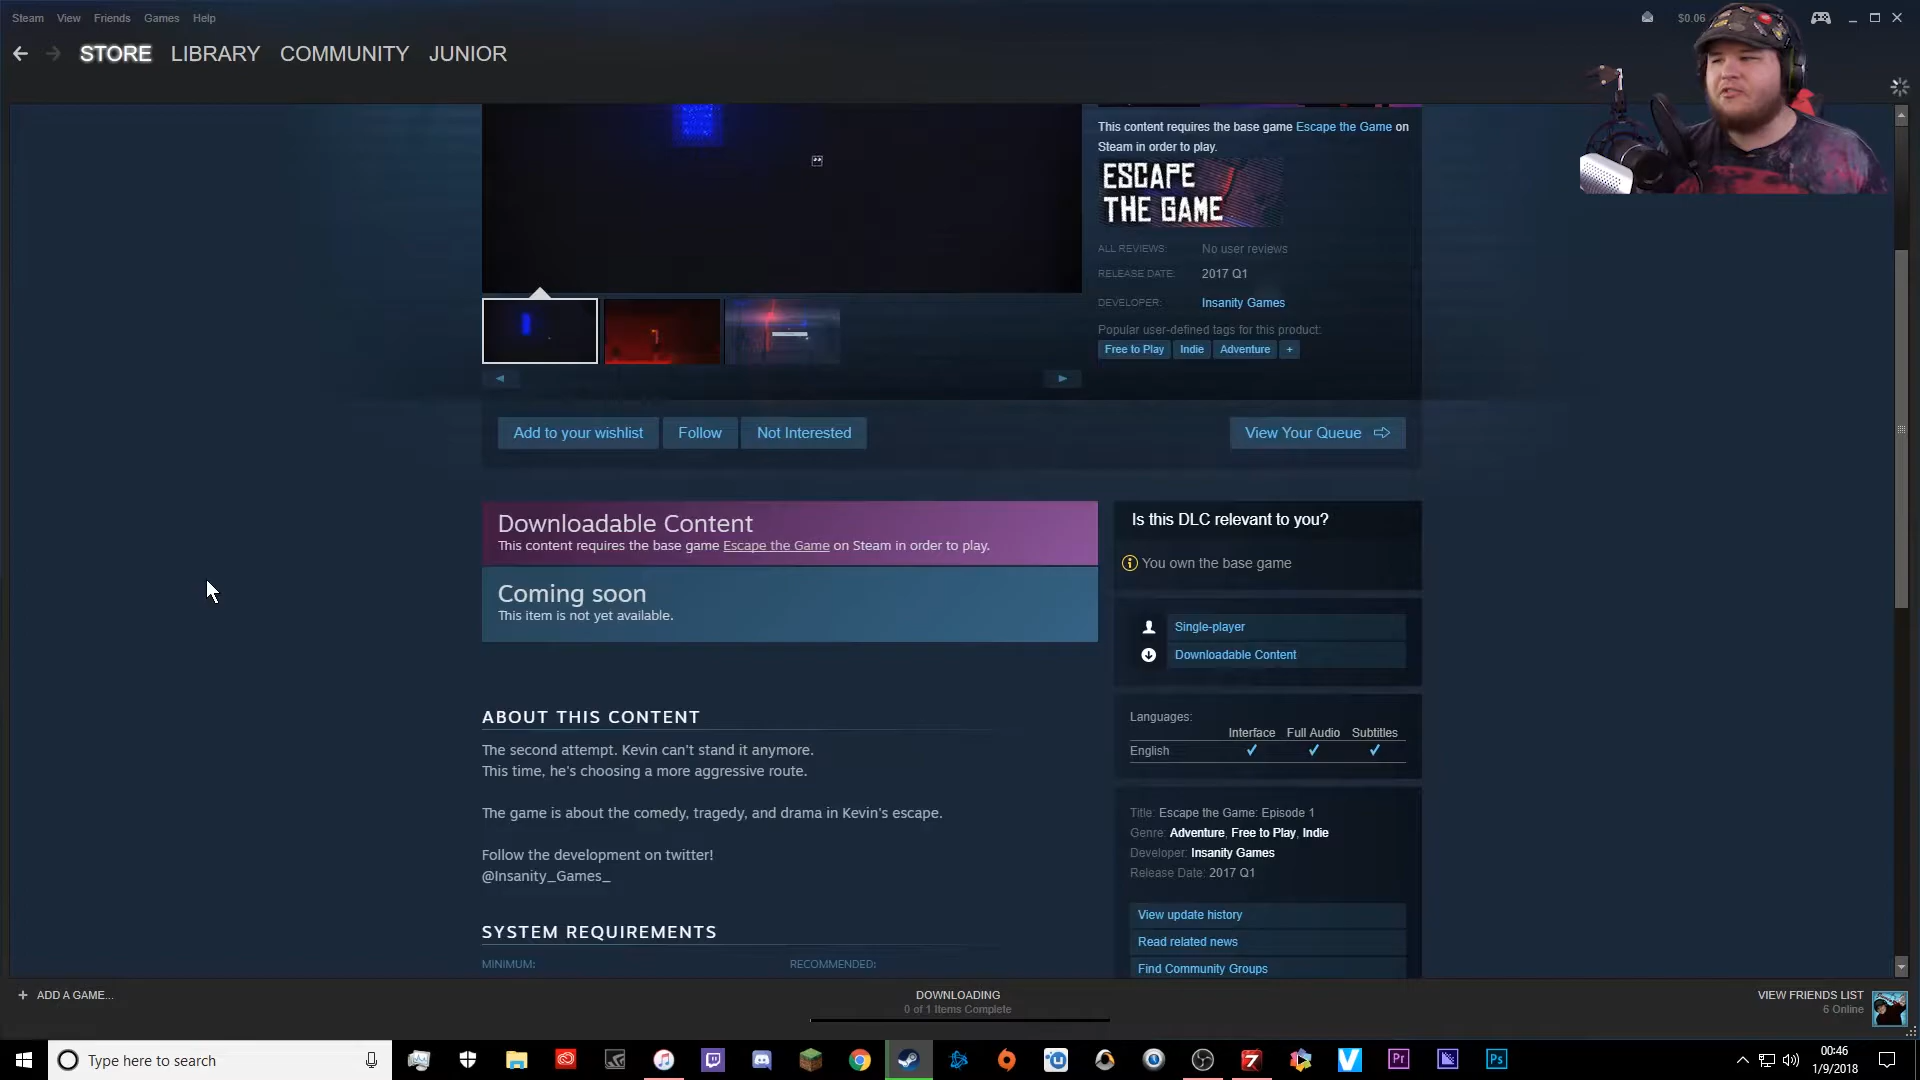 Steam View Friends Games Help
$0.06
STORE LIBRARY COMMUNITY JUNIOR
This content requires the base game Escape the Game on
Steam in order to play.
ESCAPE
THE GAME
ALL REVIEWS: No user reviews
RELEASE DATE: 2017 Q1
DEVELOPER: Insanity Games
Popular user-defined tags for this product:
Free to Play Indie Adventure +
Add to your wishlist Follow Not Interested View Your Queue
Downloadable Content
This content requires the base game Escape the Game on Steam in order to play.
Coming soon
This item is not yet available.
Is this DLC relevant to you?
You own the base game
Single-player
Downloadable Content
Languages:
Interface Full Audio Subtitles
English ✔ ✔ ✔
ABOUT THIS CONTENT
The second attempt. Kevin can't stand it anymore.
This time, he's choosing a more aggressive route.
The game is about the comedy, tragedy, and drama in Kevin's escape.
Follow the development on twitter!
@Insanity_Games_
Title: Escape the Game: Episode 1
Genre: Adventure, Free to Play, Indie
Developer: Insanity Games
Release Date: 2017 Q1
View update history
Read related news
Find Community Groups
SYSTEM REQUIREMENTS
MINIMUM: RECOMMENDED:
+ ADD A GAME...
DOWNLOADING
0 of 1 Items Complete
VIEW FRIENDS LIST
6 Online
Type here to search
Pr
Ps
00:46
1/9/2018